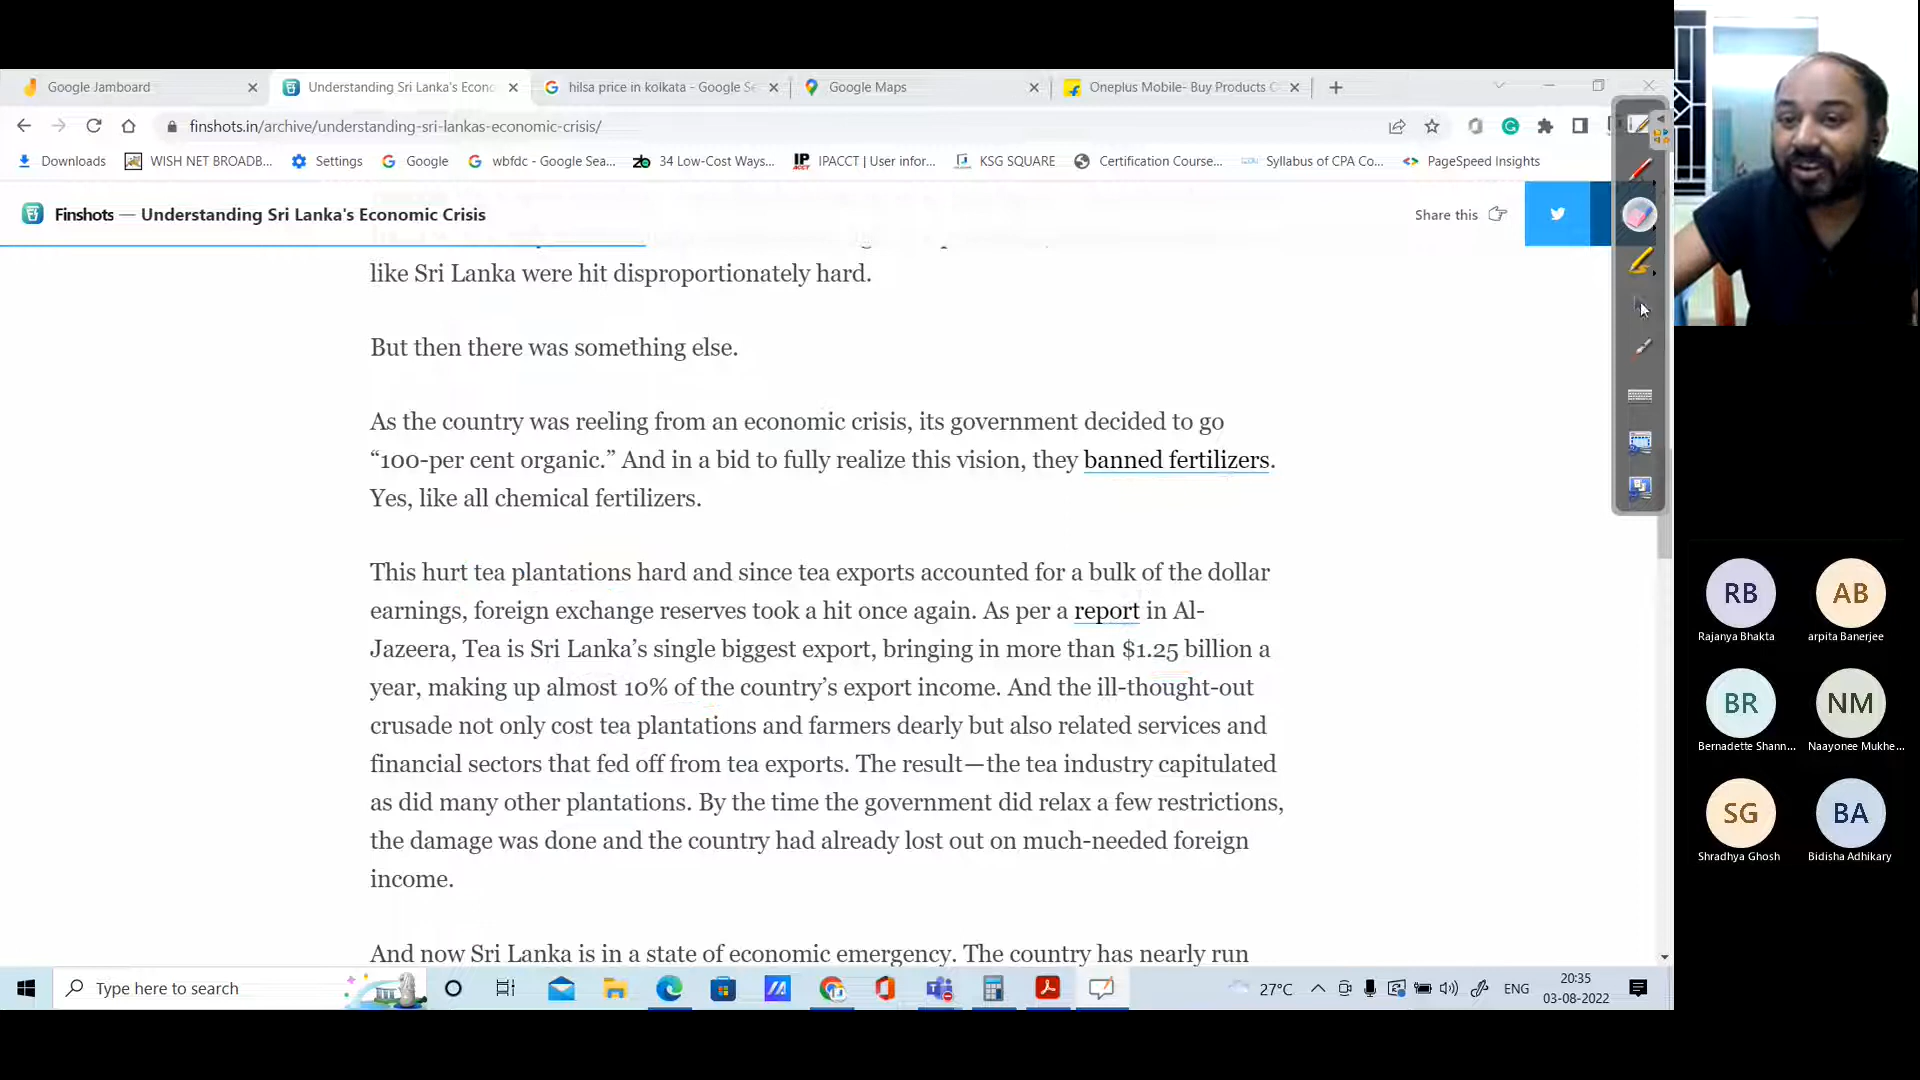 Google Jamboard
Understanding Sri Lanka's Econo
hilsa price in kolkata - Google Se
Google Maps
Oneplus Mobile- Buy Products O
finshots.in/archive/understanding-sri-lankas-economic-crisis/
Downloads
WISH NET BROADB...
Settings
Google
wbfdc - Google Sea...
34 Low-Cost Ways...
IPACCT | User infor...
KSG SQUARE
Certification Course...
Syllabus of CPA Co...
PageSpeed Insights
Finshots — Understanding Sri Lanka's Economic Crisis
Share this
like Sri Lanka were hit disproportionately hard.
But then there was something else.
As the country was reeling from an economic crisis, its government decided to go
“100-per cent organic.” And in a bid to fully realize this vision, they banned fertilizers.
Yes, like all chemical fertilizers.
This hurt tea plantations hard and since tea exports accounted for a bulk of the dollar
earnings, foreign exchange reserves took a hit once again. As per a report in Al-
Jazeera, Tea is Sri Lanka’s single biggest export, bringing in more than $1.25 billion a
year, making up almost 10% of the country’s export income. And the ill-thought-out
crusade not only cost tea plantations and farmers dearly but also related services and
financial sectors that fed off from tea exports. The result—the tea industry capitulated
as did many other plantations. By the time the government did relax a few restrictions,
the damage was done and the country had already lost out on much-needed foreign
income.
And now Sri Lanka is in a state of economic emergency. The country has nearly run
RB
AB
Rajanya Bhakta
arpita Banerjee
BR
NM
Bernadette Shann...
Naayonee Mukhe...
SG
BA
Shradhya Ghosh
Bidisha Adhikary
Type here to search
27°C
ENG
20:35
03-08-2022